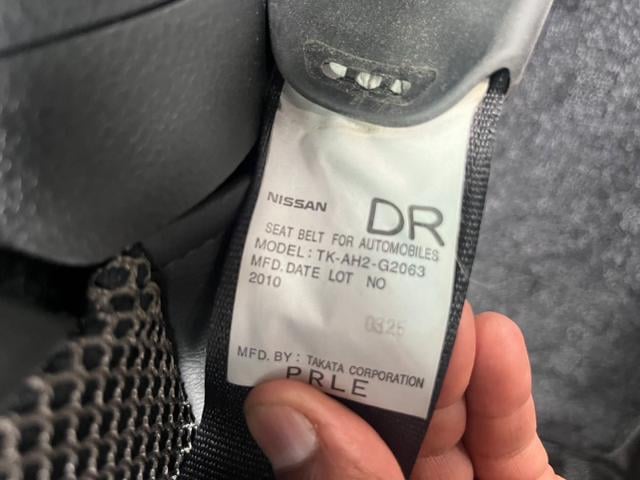 NISSAN
DR
SEAT BELT FOR AUTOMOBILES
MODEL: TK-AH2-G2063
MFD. DATE LOT NO
2010
0325
MFD. BY: TAKATA CORPORATION
PRLE